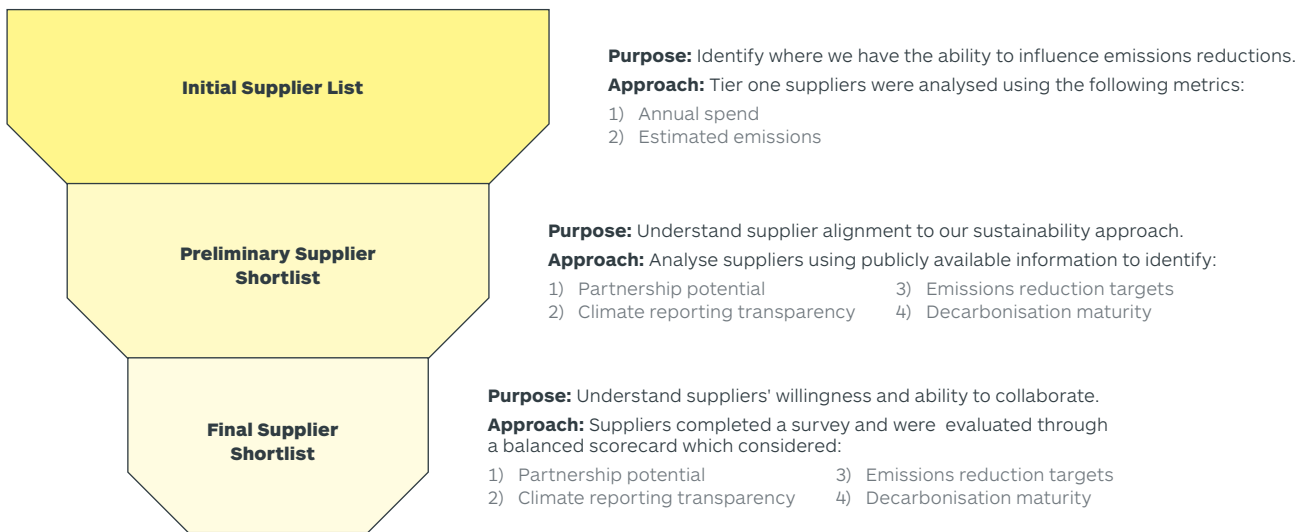 Initial Supplier List
Purpose: Identify where we have the ability to influence emissions reductions.
Approach: Tier one suppliers were analysed using the following metrics:
1) Annual spend
2) Estimated emissions
Preliminary Supplier
Shortlist
Purpose: Understand supplier alignment to our sustainability approach.
Approach: Analyse suppliers using publicly available information to identify:
1) Partnership potential
2) Climate reporting transparency
3) Emissions reduction targets
4) Decarbonisation maturity
Final Supplier
Shortlist
Purpose: Understand suppliers' willingness and ability to collaborate.
Approach: Suppliers completed a survey and were evaluated through
a balanced scorecard which considered:
1) Partnership potential
2) Climate reporting transparency
3) Emissions reduction targets
4) Decarbonisation maturity